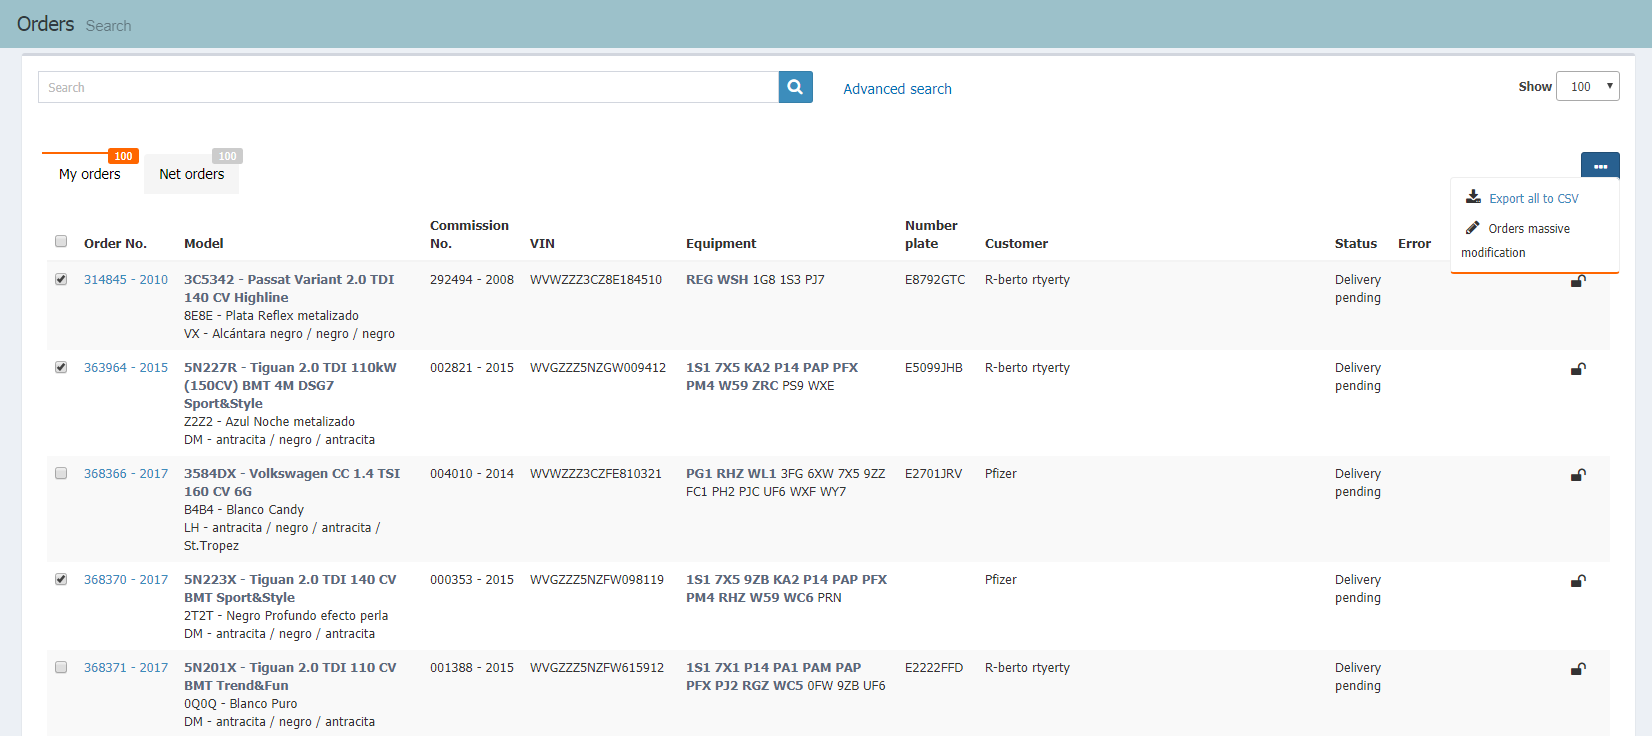 Orders Search
Search
Advanced search
Show 100
100
100
My orders
Net orders
Export all to CSV
Orders massive
modification
Order No. Model Commission No. VIN Equipment Number plate Customer Status Error
314845 - 2010
3C5342 - Passat Variant 2.0 TDI
140 CV Highline
8E8E - Plata Reflex metalizado
VX - Alcántara negro / negro / negro
292494 - 2008
WVWZZZ3CZ8E184510
REG WSH 1G8 1S3 PJ7
E8792GTC
R-berto rtyerty
Delivery
pending
363964 - 2015
5N227R - Tiguan 2.0 TDI 110kW
(150CV) BMT 4M DSG7
Sport&Style
Z2Z2 - Azul Noche metalizado
DM - antracita / negro / antracita
002821 - 2015
WVGZZZ5NZGW009412
1S1 7X5 KA2 P14 PAP PFX
PM4 W59 ZRC PS9 WXE
E5099JHB
R-berto rtyerty
Delivery
pending
368366 - 2017
3584DX - Volkswagen CC 1.4 TSI
160 CV 6G
B4B4 - Blanco Candy
LH - antracita / negro / antracita /
St.Tropez
004010 - 2014
WVWZZZ3CZFE810321
PG1 RHZ WL1 3FG 6XW 7X5 9ZZ
FC1 PH2 PJC UF6 WXF WY7
E2701JRV
Pfizer
Delivery
pending
368370 - 2017
5N223X - Tiguan 2.0 TDI 140 CV
BMT Sport&Style
2T2T - Negro Profundo efecto perla
DM - antracita / negro / antracita
000353 - 2015
WVGZZZ5NZFW098119
1S1 7X5 9ZB KA2 P14 PAP PFX
PM4 RHZ W59 WC6 PRN
Pfizer
Delivery
pending
368371 - 2017
5N201X - Tiguan 2.0 TDI 110 CV
BMT Trend&Fun
0Q0Q - Blanco Puro
DM - antracita / negro / antracita
001388 - 2015
WVGZZZ5NZFW615912
1S1 7X1 P14 PA1 PAM PAP
PFX PJ2 RGZ WC5 0FW 9ZB UF6
E2222FFD
R-berto rtyerty
Delivery
pending